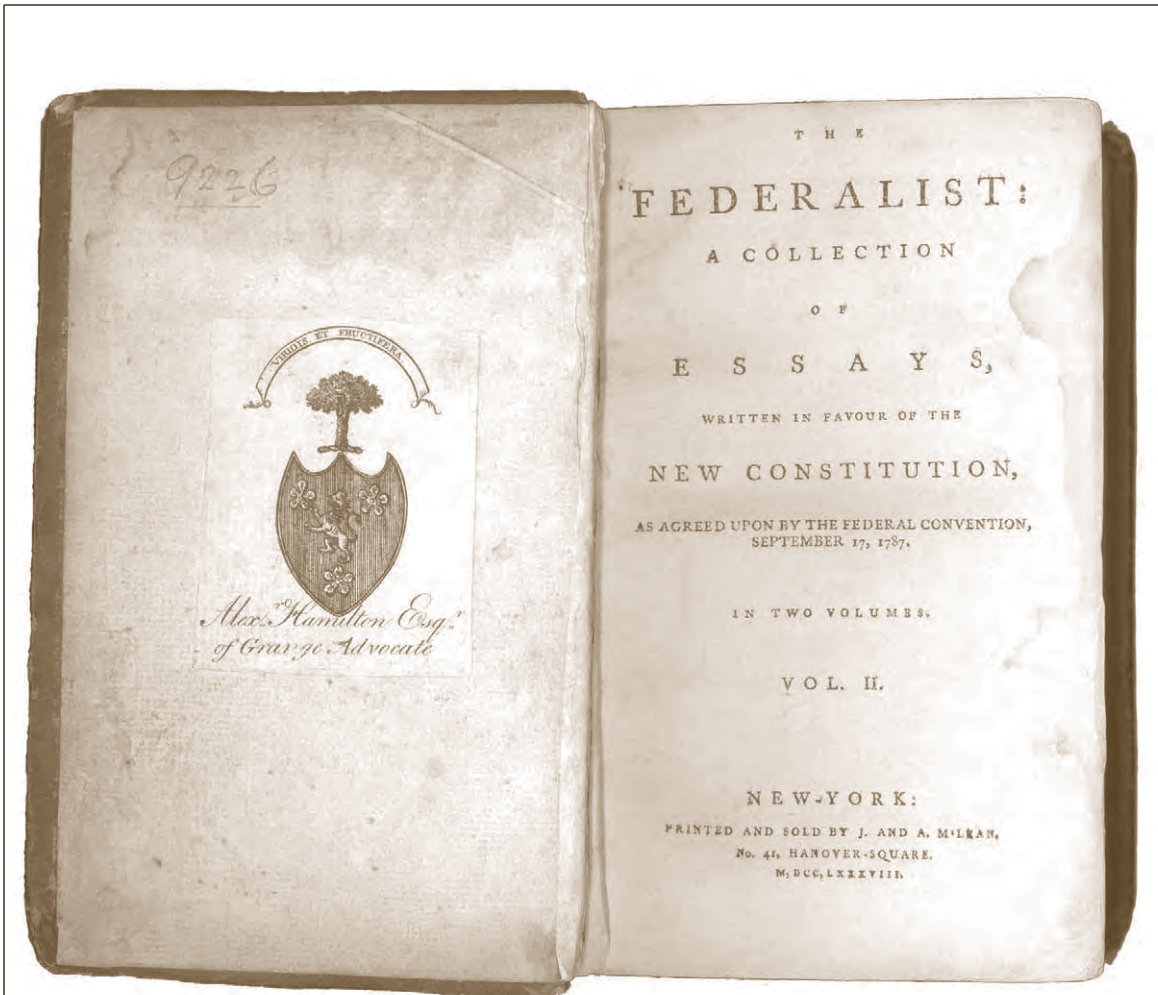 9226
VIRIDIS ET FRUCTIFERA
Alexr. Hamilton Esqr.
of Grange Advocate
THE
FEDERALIST:
A COLLECTION
OF
ESSAYS,
WRITTEN IN FAVOUR OF THE
NEW CONSTITUTION,
AS AGREED UPON BY THE FEDERAL CONVENTION,
SEPTEMBER 17, 1787.
IN TWO VOLUMES.
VOL. II.
NEW-YORK:
PRINTED AND SOLD BY J. AND A. M'LEAN,
No. 41, HANOVER-SQUARE.
M,DCC,LXXXVIII.